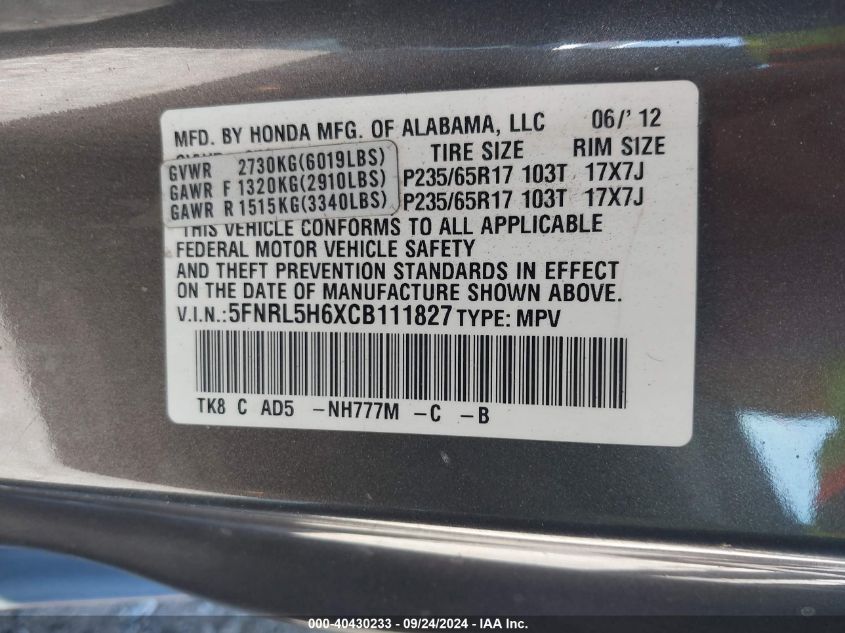 MFD. BY HONDA MFG. OF ALABAMA, LLC 06/'12
TIRE SIZE RIM SIZE
GVWR 2730KG(6019LBS)
GAWR F 1320KG(2910LBS) P235/65R17 103T 17X7J
GAWR R 1515KG(3340LBS) P235/65R17 103T 17X7J
THIS VEHICLE CONFORMS TO ALL APPLICABLE
FEDERAL MOTOR VEHICLE SAFETY
AND THEFT PREVENTION STANDARDS IN EFFECT
ON THE DATE OF MANUFACTURE SHOWN ABOVE.
V.I.N.:5FNRL5H6XCB111827 TYPE: MPV
TK8 C AD5 -NH777M -C -B
000-40430233 - 09/24/2024 - IAA Inc.